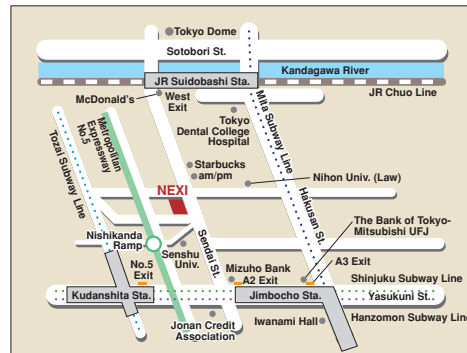 Tokyo Dome
Sotobori St.
Kandagawa River
JR Suidobashi Sta.
JR Chuo Line
McDonald's
West
Exit
Mita Subway Line
Tokyo
Dental College
Hospital
Metropolitan
Expressway
No.5
Tozai Subway Line
Starbucks
am/pm
Nihon Univ. (Law)
NEXI
Hakusan St.
The Bank of Tokyo-
Mitsubishi UFJ
Nishikanda
Ramp
Senshu
Univ.
Sendai St.
No.5
Exit
Mizuho Bank
A2 Exit
A3 Exit
Shinjuku Subway Line
Kudanshita Sta.
Jimbocho Sta.
Yasukuni St.
Jonan Credit
Association
Iwanami Hall
Hanzomon Subway Line